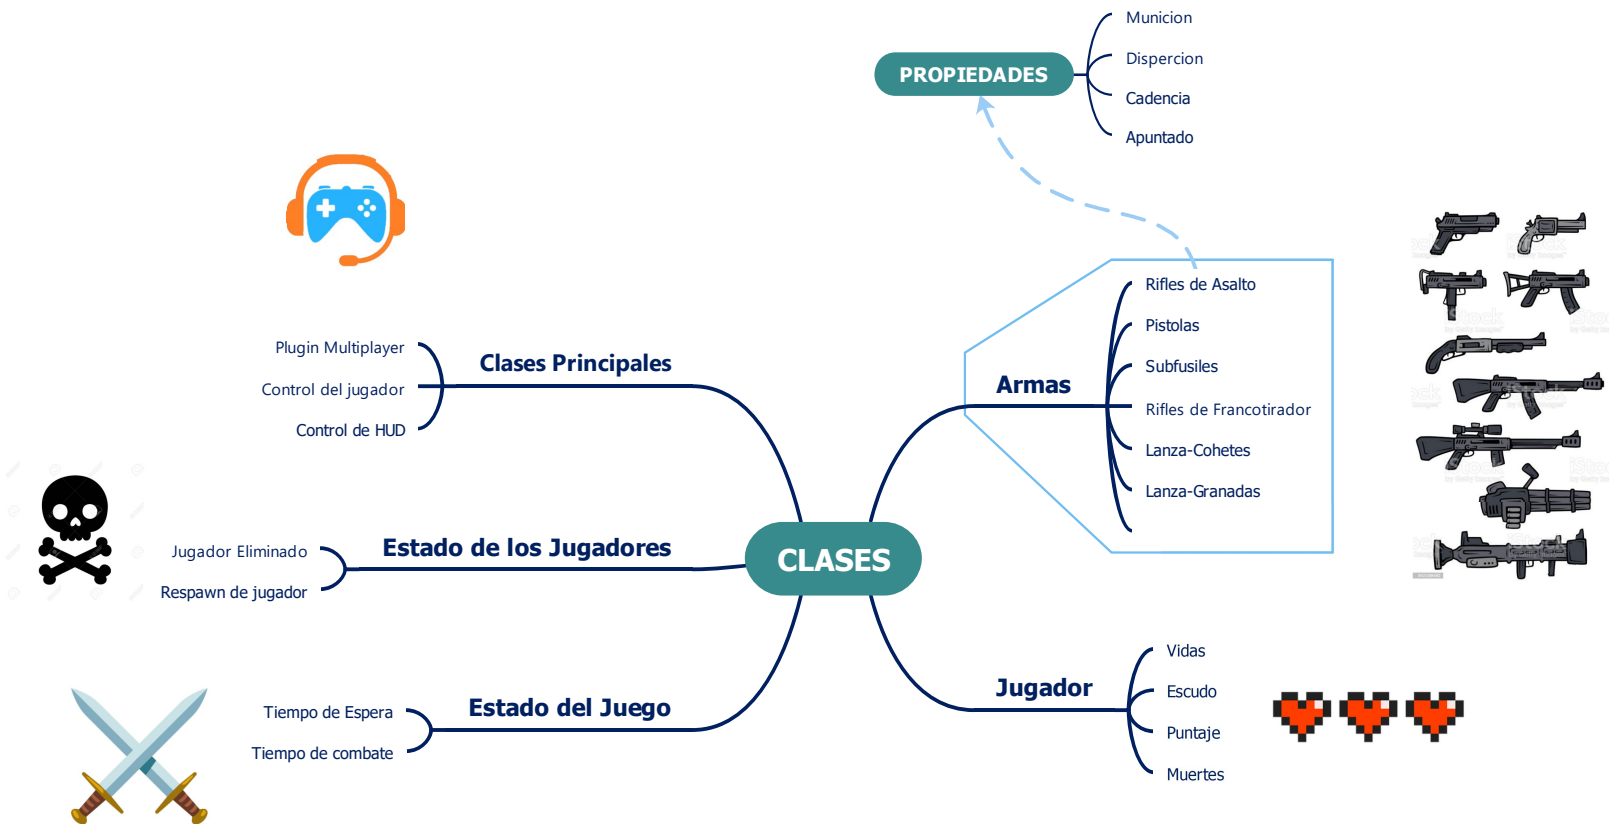 Municion
PROPIEDADES
Dispercion
Cadencia
Apuntado
Rifles de Asalto
Pistolas
Subfusiles
Armas
Rifles de Francotirador
Lanza-Cohetes
Lanza-Granadas
Clases Principales
Plugin Multiplayer
Control del jugador
Control de HUD
Estado de los Jugadores
Jugador Eliminado
Respawn de jugador
CLASES
Estado del Juego
Tiempo de Espera
Tiempo de combate
Jugador
Vidas
Escudo
Puntaje
Muertes
iStock